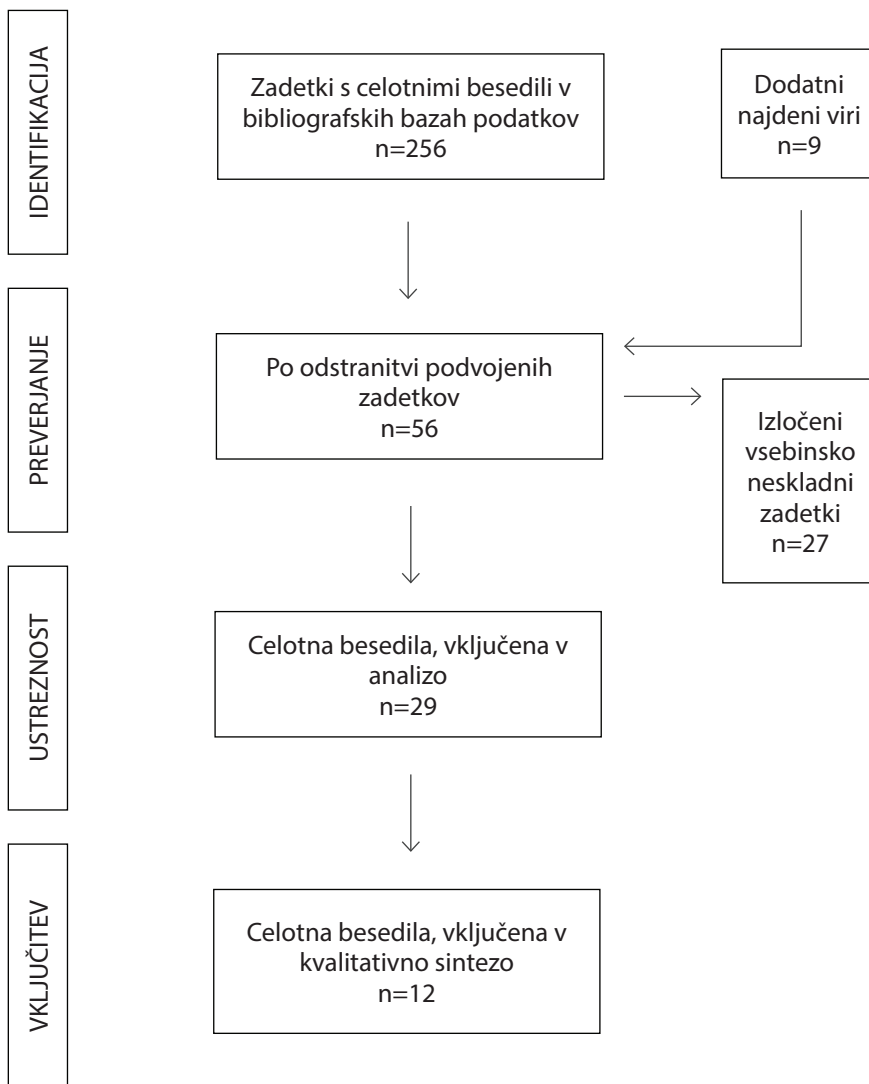 IDENTIFIKACIJA
Zadetki s celotnimi besedili v
bibliografskih bazah podatkov
n=256
Dodatni
najdeni viri
n=9
PREVERJANJE
Po odstranitvi podvojenih
zadetkov
n=56
Izločeni
vsebinsko
neskladni
zadetki
n=27
USTREZNOST
Celotna besedila, vključena v
analizo
n=29
VKLJUČITEV
Celotna besedila, vključena v
kvalitativno sintezo
n=12